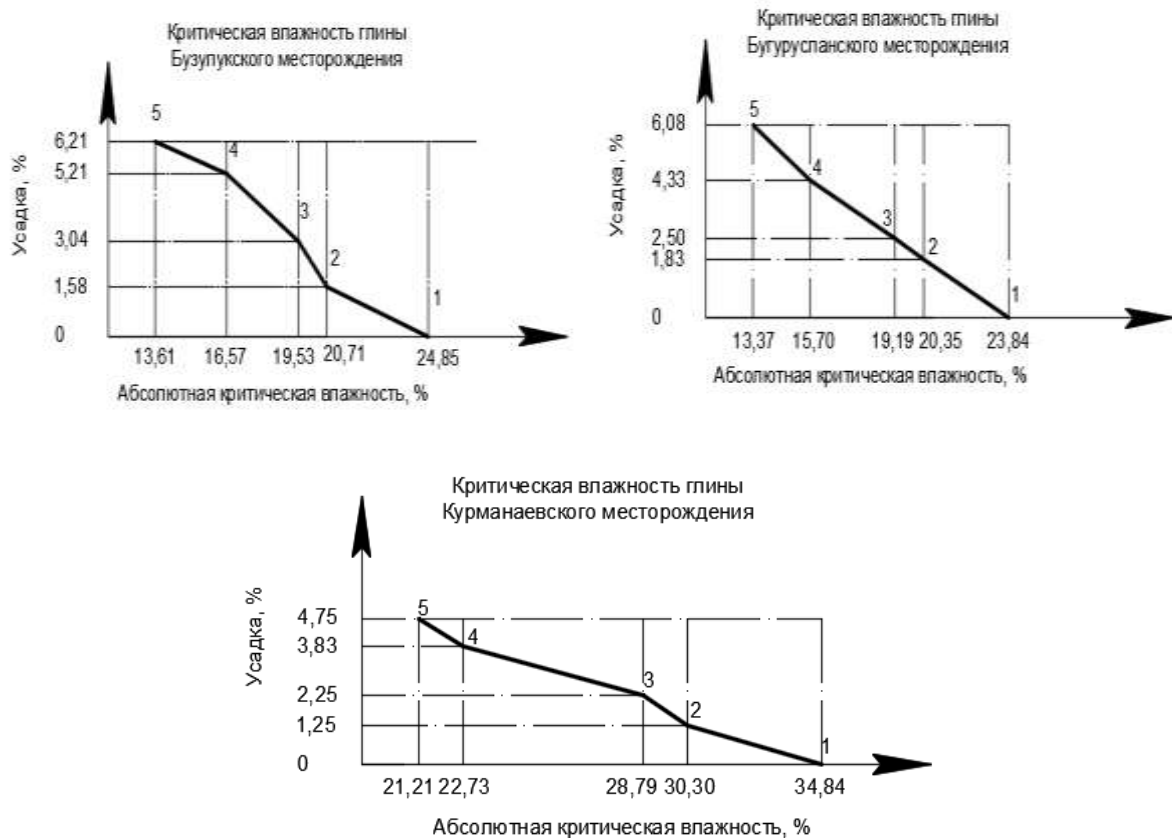 Критическая влажность глины
Бузулукского месторождения
5
6,21
4
5,21
Усадка, %
3
3,04
2
1,58
1
0
13,61 16,57 19,53 20,71 24,85
Абсолютная критическая влажность, %
Критическая влажность глины
Бугурусланского месторождения
5
6,08
4
4,33
Усадка, %
3
2,50
2
1,83
1
0
13,37 15,70 19,19 20,35 23,84
Абсолютная критическая влажность, %
Критическая влажность глины
Курманаевского месторождения
5
4,75
4
3,83
Усадка, %
3
2,25
2
1,25
1
0
21,21 22,73 28,79 30,30 34,84
Абсолютная критическая влажность, %